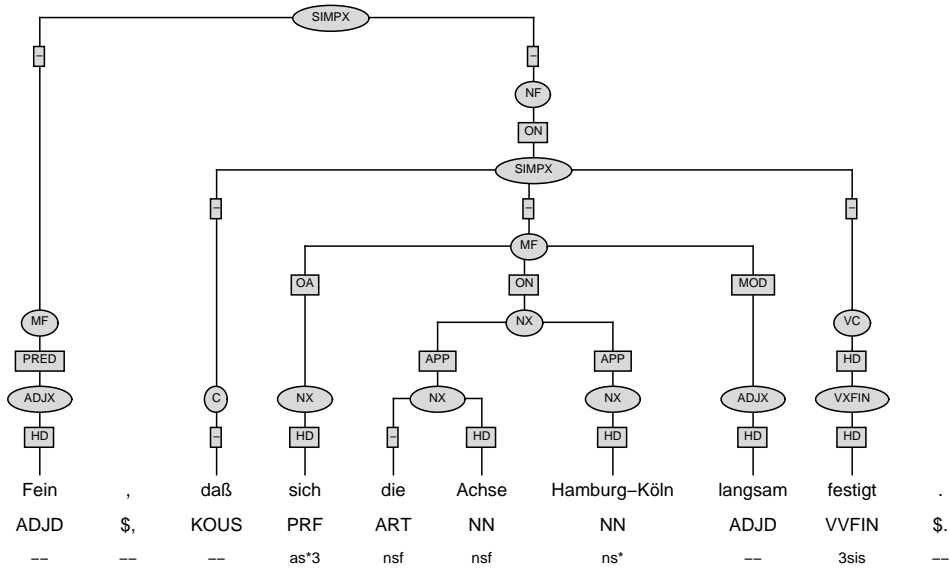 SIMPX
– –
NF
ON
SIMPX
– – –
MF
OA ON MOD
MF NX VC
PRED APP APP HD
ADJX C NX NX NX ADJX VXFIN
HD – HD – HD HD HD HD
Fein , daß sich die Achse Hamburg–Köln langsam festigt .
ADJD $, KOUS PRF ART NN NN ADJD VVFIN $.
–– –– –– as*3 nsf nsf ns* –– 3sis ––